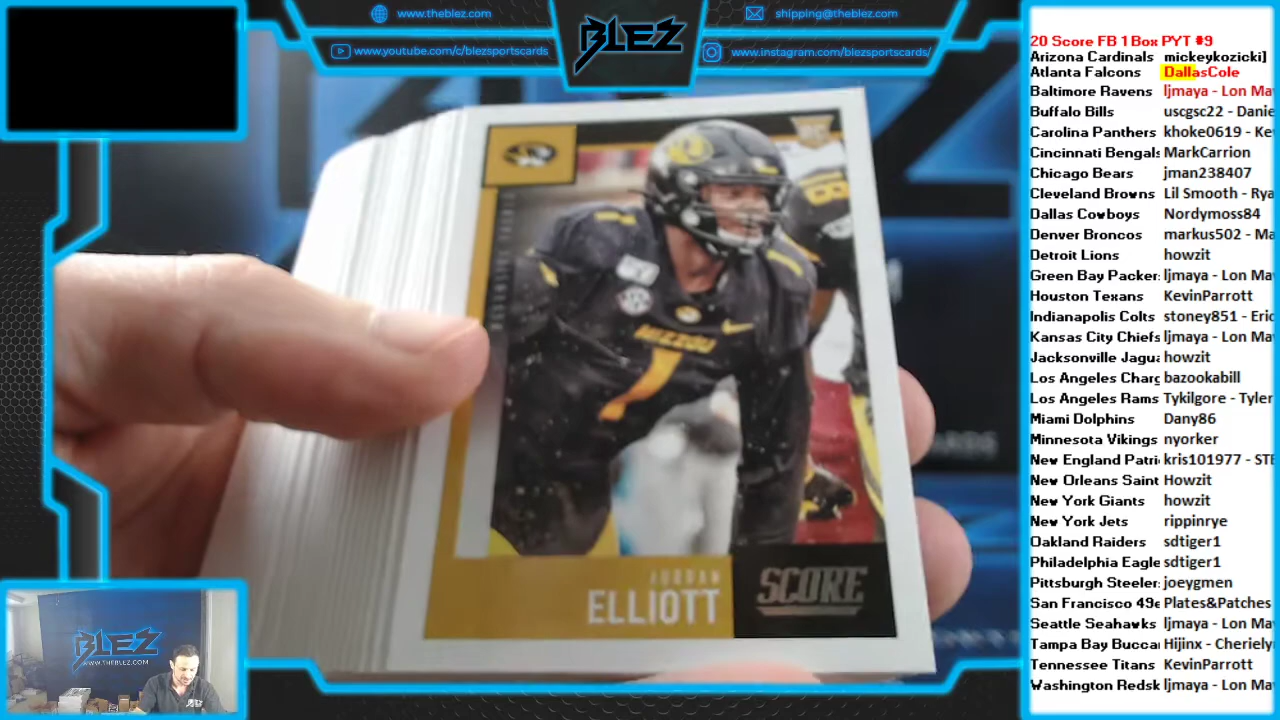 www.theblez.com
www.youtube.com/c/blezsportscards
BLEZ
shipping@theblez.com
www.instagram.com/blezsportscards/
20 Score FB 1 Box PYT #9
Arizona Cardinals mickeykozicki]
Atlanta Falcons DallasCole
Baltimore Ravens ljmaya - Lon Ma
Buffalo Bills uscgsc22 - Danie
Carolina Panthers khoke0619 - Ke
Cincinnati Bengals MarkCarrion
Chicago Bears jman238407
Cleveland Browns Lil Smooth - Rya
Dallas Cowboys Nordymoss84
Denver Broncos markus502 - Ma
Detroit Lions howzit
Green Bay Packer ljmaya - Lon Ma
Houston Texans KevinParrott
Indianapolis Colts stoney851 - Eric
Kansas City Chiefs ljmaya - Lon Ma
Jacksonville Jagua howzit
Los Angeles Charg bazookabill
Los Angeles Rams Tykilgore - Tyler
Miami Dolphins Dany86
Minnesota Vikings nyorker
New England Patri kris101977 - STE
New Orleans Saint Howzit
New York Giants howzit
New York Jets rippinrye
Oakland Raiders sdtiger1
Philadelphia Eagle sdtiger1
Pittsburgh Steeler joeygmen
San Francisco 49e Plates&Patches
Seattle Seahawks ljmaya - Lon Ma
Tampa Bay Bucca Hijinx - Cheriely
Tennessee Titans KevinParrott
Washington Redsk ljmaya - Lon Ma
RC
18
1
MIZZOU
1
JORDAN
ELLIOTT
SCORE
BLEZ
WWW.THEBLEZ.COM